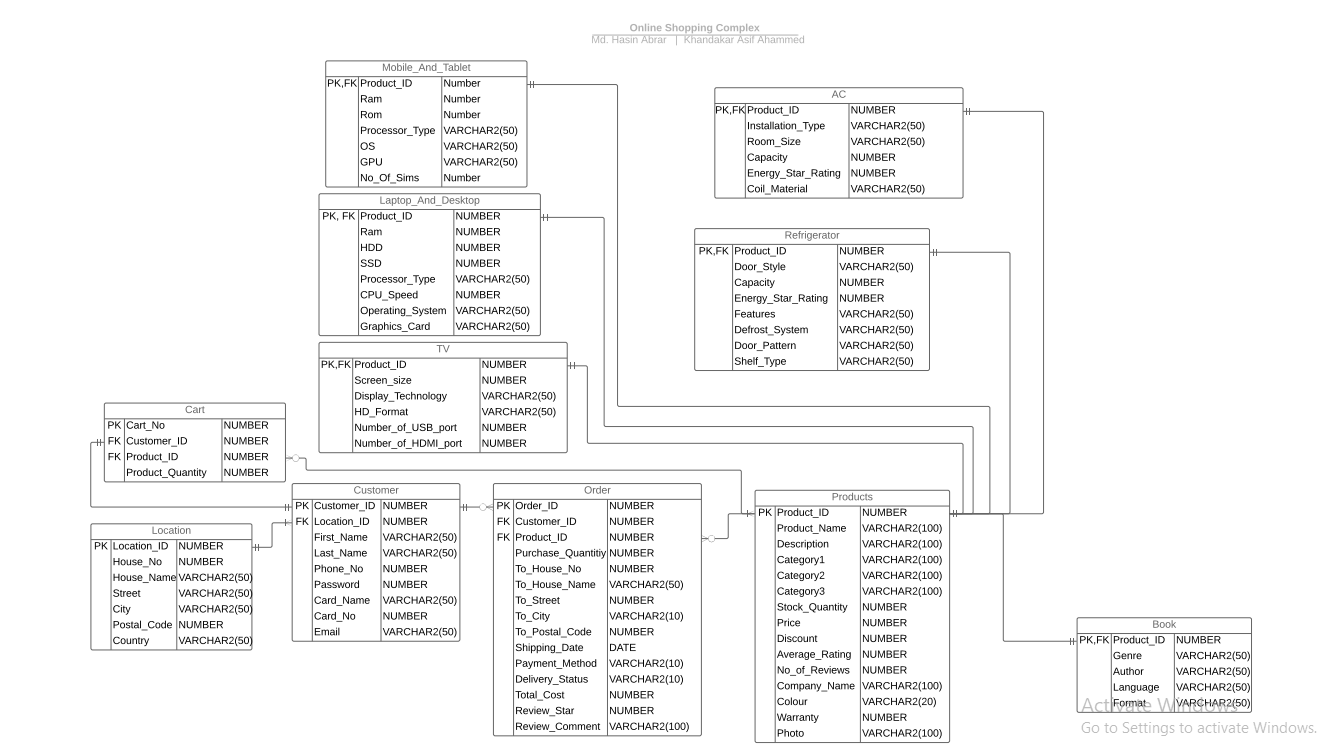 Online Shopping Complex
Md. Hasin Abrar | Khandakar Asif Ahammed
Mobile_And_Tablet
PK,FK Product_ID Number
Ram Number
Rom Number
Processor_Type VARCHAR2(50)
OS VARCHAR2(50)
GPU VARCHAR2(50)
No_Of_Sims Number
AC
PK,FK Product_ID NUMBER
Installation_Type VARCHAR2(50)
Room_Size VARCHAR2(50)
Capacity NUMBER
Energy_Star_Rating NUMBER
Coil_Material VARCHAR2(50)
Laptop_And_Desktop
PK, FK Product_ID NUMBER
Ram NUMBER
HDD NUMBER
SSD NUMBER
Processor_Type VARCHAR2(50)
CPU_Speed NUMBER
Operating_System VARCHAR2(50)
Graphics_Card VARCHAR2(50)
Refrigerator
PK,FK Product_ID NUMBER
Door_Style VARCHAR2(50)
Capacity NUMBER
Energy_Star_Rating NUMBER
Features VARCHAR2(50)
Defrost_System VARCHAR2(50)
Door_Pattern VARCHAR2(50)
Shelf_Type VARCHAR2(50)
TV
PK,FK Product_ID NUMBER
Screen_size NUMBER
Display_Technology VARCHAR2(50)
HD_Format VARCHAR2(50)
Number_of_USB_port NUMBER
Number_of_HDMI_port NUMBER
Cart
PK Cart_No NUMBER
FK Customer_ID NUMBER
FK Product_ID NUMBER
Product_Quantity NUMBER
Location
PK Location_ID NUMBER
House_No NUMBER
House_Name VARCHAR2(50)
Street VARCHAR2(50)
City VARCHAR2(50)
Postal_Code NUMBER
Country VARCHAR2(50)
Customer
PK Customer_ID NUMBER
FK Location_ID NUMBER
First_Name VARCHAR2(50)
Last_Name VARCHAR2(50)
Phone_No NUMBER
Password NUMBER
Card_Name VARCHAR2(50)
Card_No NUMBER
Email VARCHAR2(50)
Order
PK Order_ID NUMBER
FK Customer_ID NUMBER
FK Product_ID NUMBER
Purchase_Quantitiy NUMBER
To_House_No NUMBER
To_House_Name VARCHAR2(50)
To_Street NUMBER
To_City VARCHAR2(10)
To_Postal_Code NUMBER
Shipping_Date DATE
Payment_Method VARCHAR2(10)
Delivery_Status VARCHAR2(10)
Total_Cost NUMBER
Review_Star NUMBER
Review_Comment VARCHAR2(100)
Products
PK Product_ID NUMBER
Product_Name VARCHAR2(100)
Description VARCHAR2(100)
Category1 VARCHAR2(100)
Category2 VARCHAR2(100)
Category3 VARCHAR2(100)
Stock_Quantity NUMBER
Price NUMBER
Discount NUMBER
Average_Rating NUMBER
No_of_Reviews NUMBER
Company_Name VARCHAR2(100)
Colour VARCHAR2(20)
Warranty NUMBER
Photo VARCHAR2(100)
Book
PK,FK Product_ID NUMBER
Genre VARCHAR2(50)
Author VARCHAR2(50)
Language VARCHAR2(50)
Format VARCHAR2(50)
Activate Windows
Go to Settings to activate Windows.